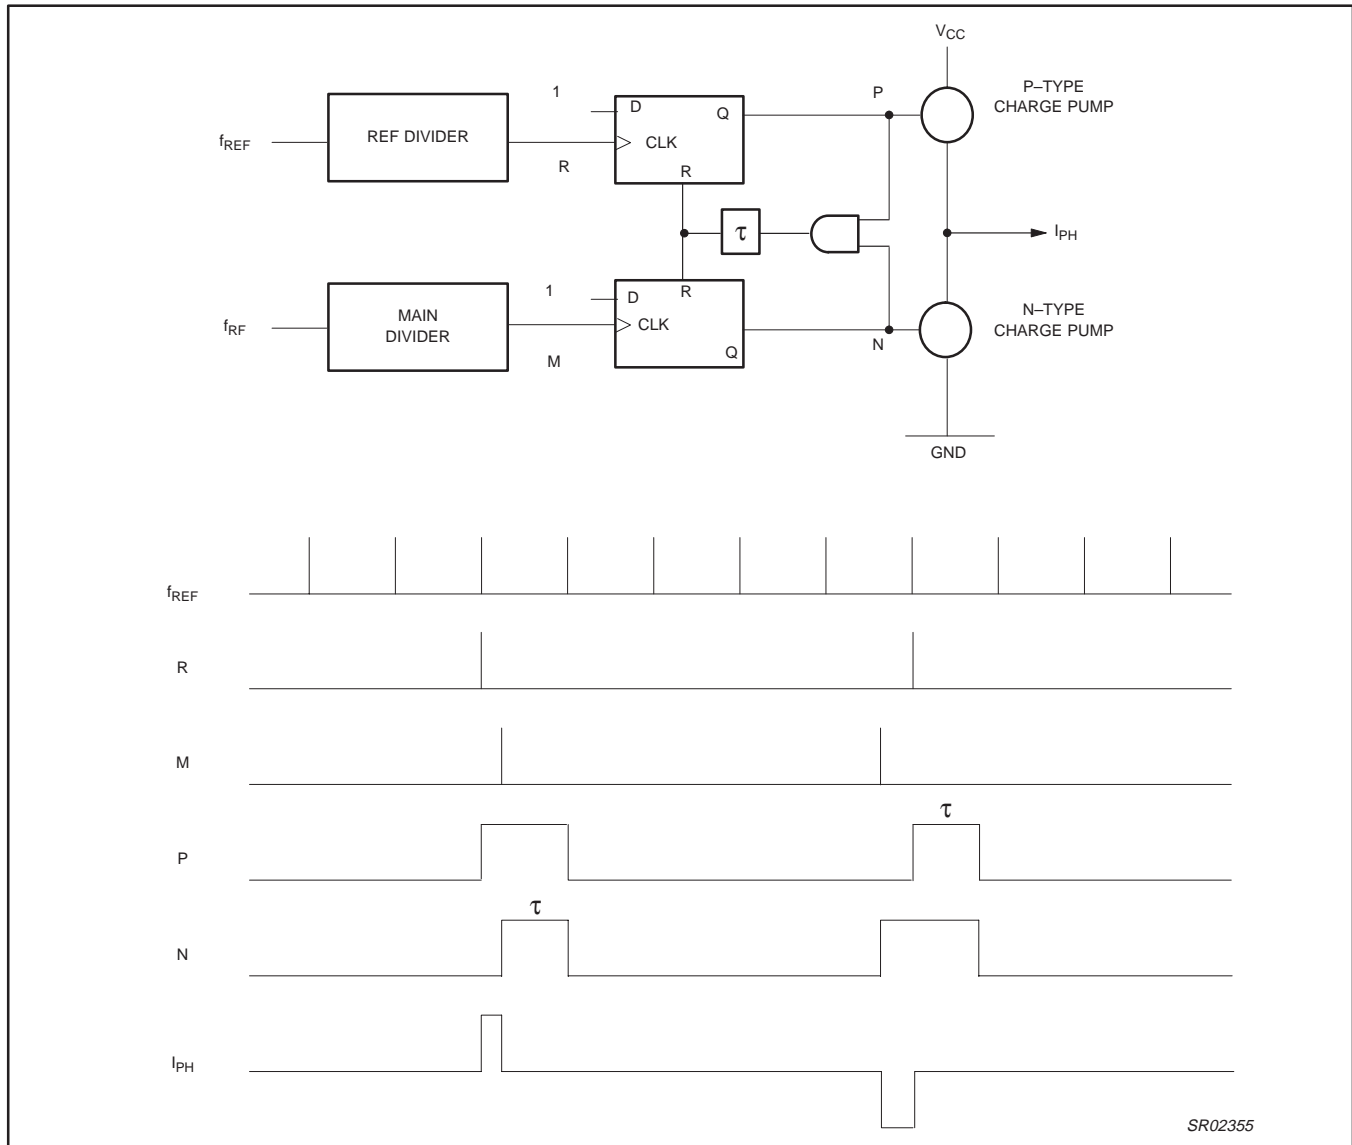 VCC
P–TYPE
CHARGE PUMP
1
D
Q
P
fREF
REF DIVIDER
CLK
R
R
τ
IPH
R
1
D
MAIN
DIVIDER
fRF
CLK
N–TYPE
CHARGE PUMP
M
Q
N
GND
fREF
R
M
τ
P
τ
N
IPH
SR02355